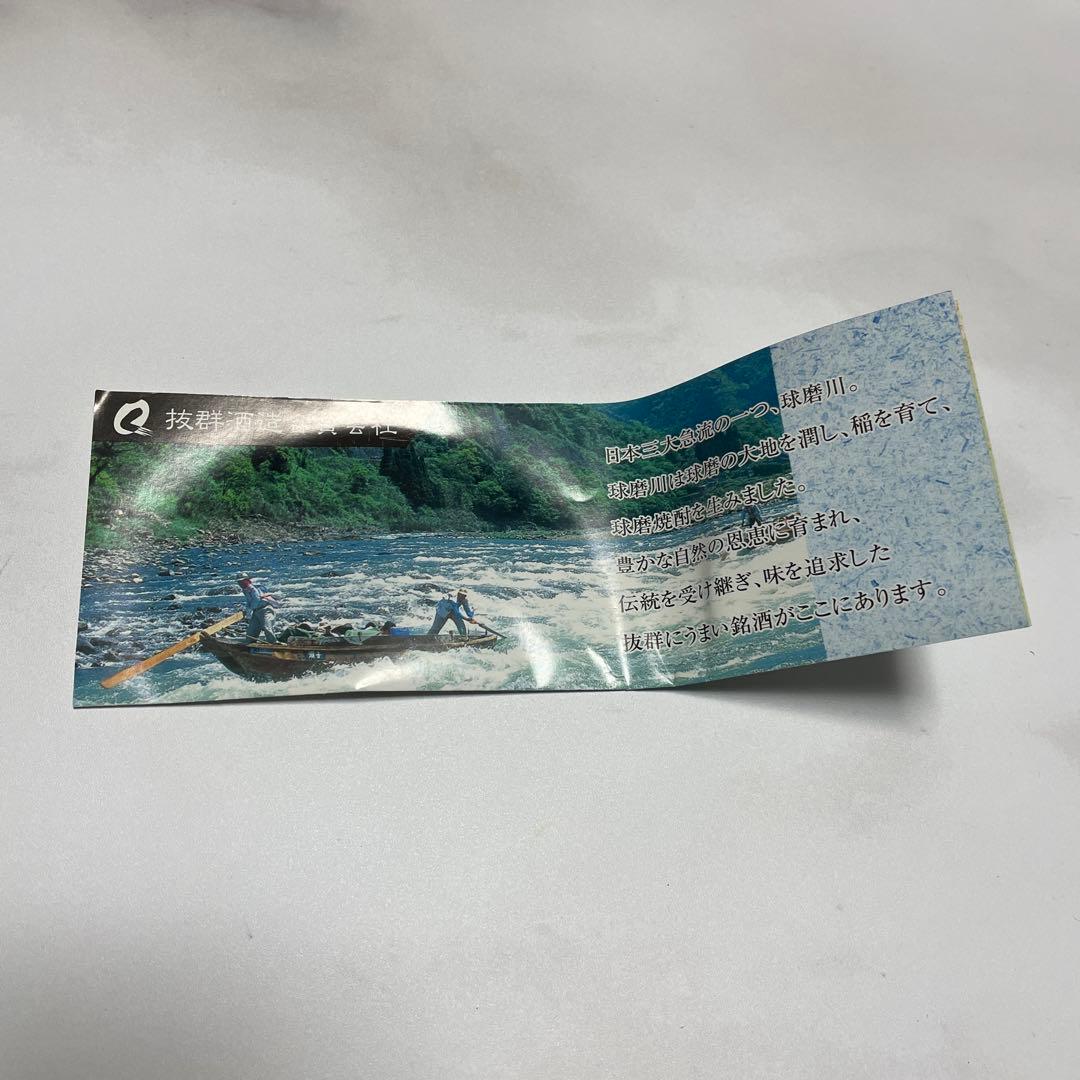 抜群酒造合資会社
日本三大急流の一つ、球磨川。
球磨川は球磨の大地を潤し、稲を育て、
球磨焼酎を生みました。
豊かな自然の恩恵に育まれ、
伝統を受け継ぎ、味を追求した
抜群にうまい銘酒がここにあります。